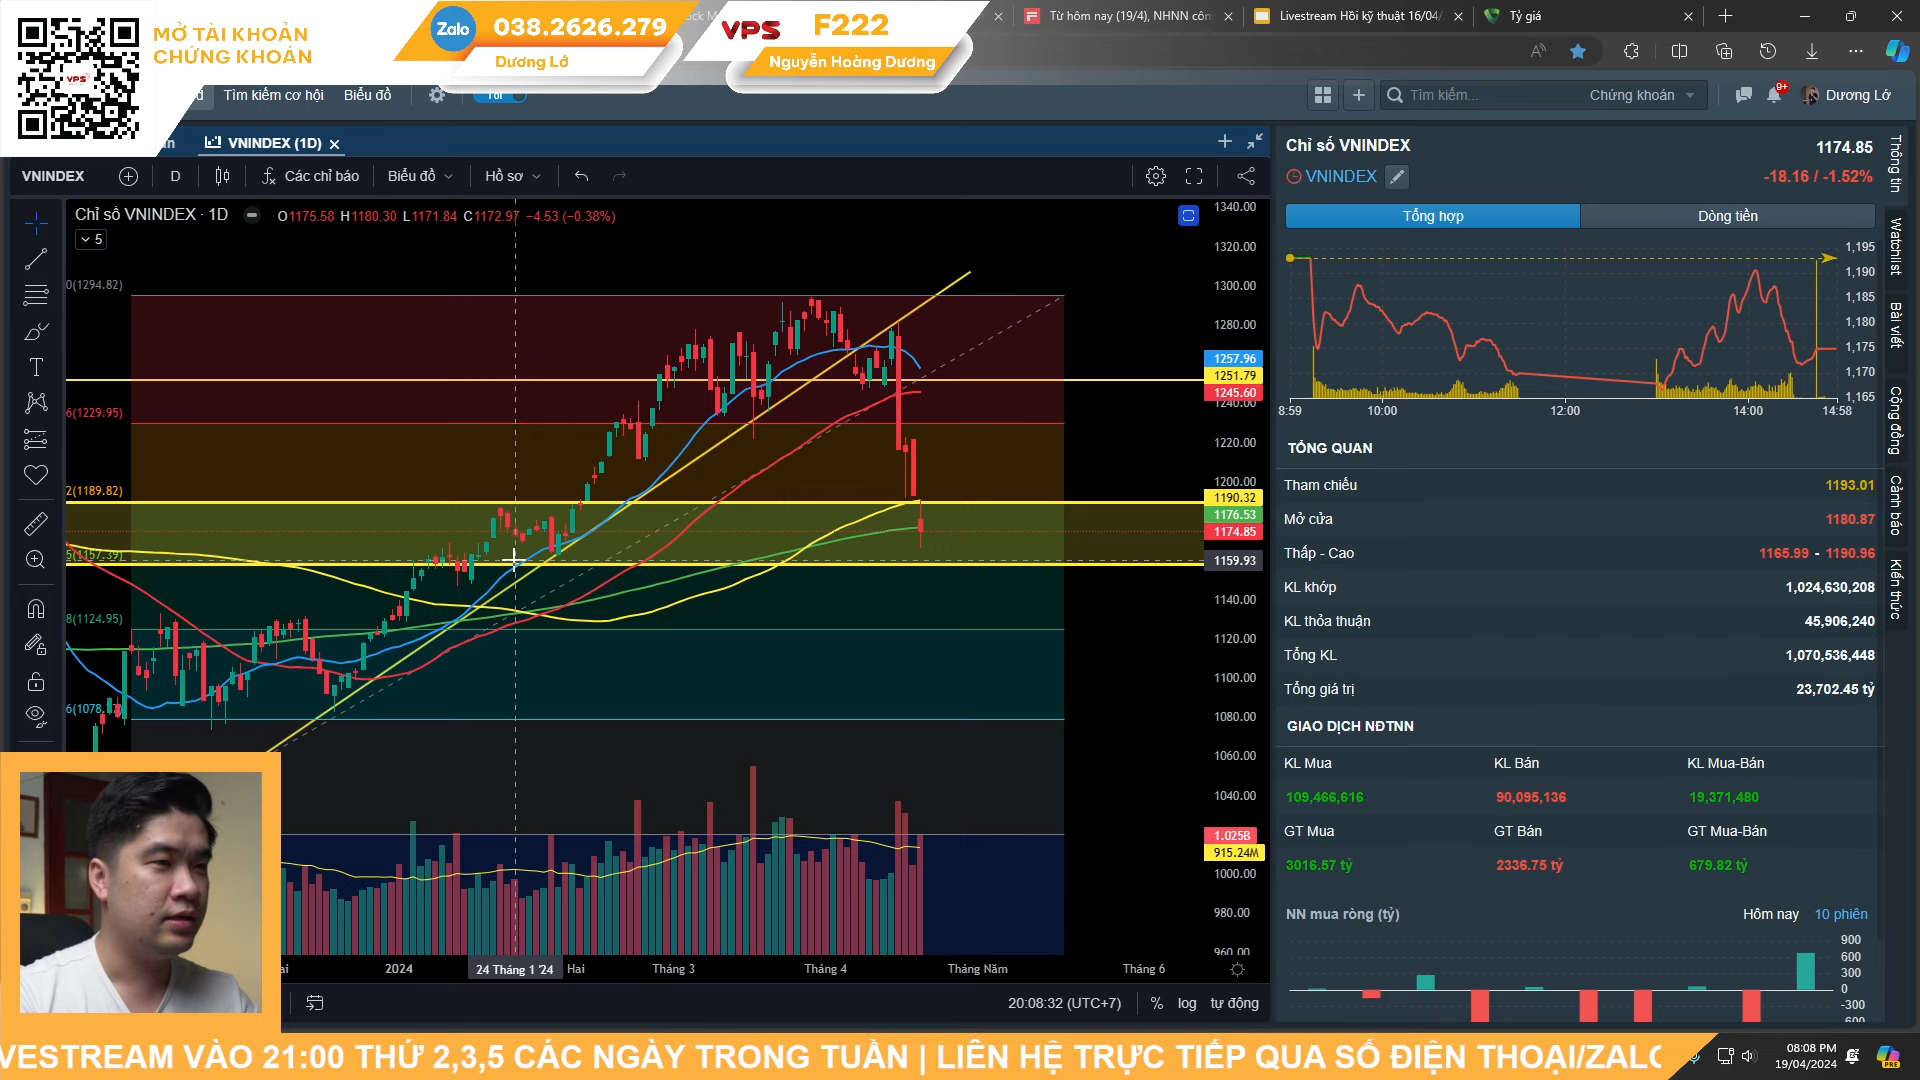 MỞ TÀI KHOẢN
CHỨNG KHOÁN
Zalo
038.2626.279
Dương Lớ
VPS
F222
Nguyễn Hoàng Dương
Từ hôm nay (19/4), NHNN côn
Livestream Hồi kỹ thuật 16/04/
Tỷ giá
Tìm kiếm cơ hội
Biểu đồ
Tối
Tìm kiếm...
Chứng khoán
9+
Dương Lớ
VNINDEX (1D)
VNINDEX
D
Các chỉ báo
Biểu đồ
Hồ sơ
Chỉ số VNINDEX · 1D
O1175.58 H1180.30 L1171.84 C1172.97 −4.53 (−0.38%)
5
0(1294.82)
6(1229.95)
2(1189.82)
5(1157.39)
8(1124.95)
6(1078.
1340.00
1320.00
1300.00
1280.00
1257.96
1251.79
1245.60
1240.00
1220.00
1200.00
1190.32
1176.53
1174.85
1159.93
1140.00
1120.00
1100.00
1080.00
1060.00
1040.00
1.025B
915.24M
1000.00
980.00
960.00
2024
24 Tháng 1 '24
Hai
Tháng 3
Tháng 4
Tháng Năm
Tháng 6
20:08:32 (UTC+7)
%
log
tự động
Chỉ số VNINDEX
1174.85
VNINDEX
-18.16 / -1.52%
Tổng hợp
Dòng tiền
1,195
1,190
1,185
1,180
1,175
1,170
1,165
8:59
10:00
12:00
14:00
14:58
TỔNG QUAN
Tham chiếu
1193.01
Mở cửa
1180.87
Thấp - Cao
1165.99 - 1190.96
KL khớp
1,024,630,208
KL thỏa thuận
45,906,240
Tổng KL
1,070,536,448
Tổng giá trị
23,702.45 tỷ
GIAO DỊCH NĐTNN
KL Mua
KL Bán
KL Mua-Bán
109,466,616
90,095,136
19,371,480
GT Mua
GT Bán
GT Mua-Bán
3016.57 tỷ
2336.75 tỷ
679.82 tỷ
NN mua ròng (tỷ)
Hôm nay
10 phiên
900
600
300
0
-300
-600
Thông tin
Watchlist
Bài viết
Cộng đồng
Cảnh báo
Kiến thức
VESTREAM VÀO 21:00 THỨ 2,3,5 CÁC NGÀY TRONG TUẦN | LIÊN HỆ TRỰC TIẾP QUA SỐ ĐIỆN THOẠI/ZALO
08:08 PM
19/04/2024